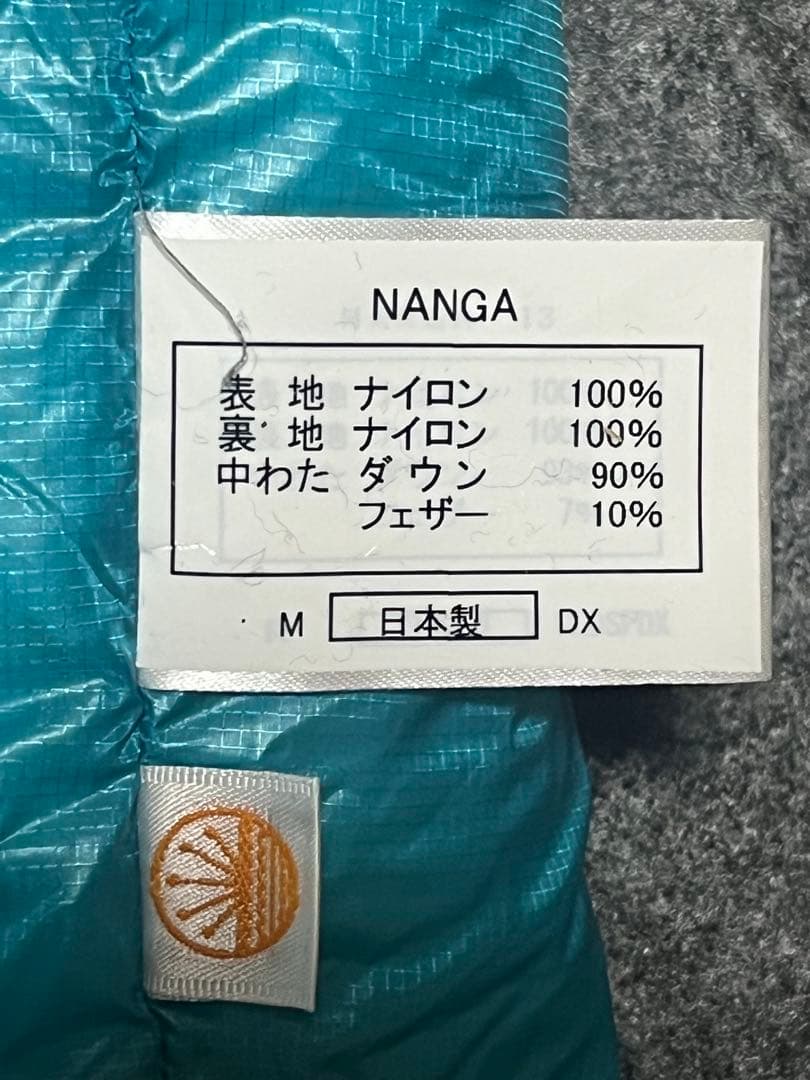 NANGA
表地 ナイロン 100%
裏地 ナイロン 100%
中わた ダウン 90%
フェザー 10%
M 日本製 DX